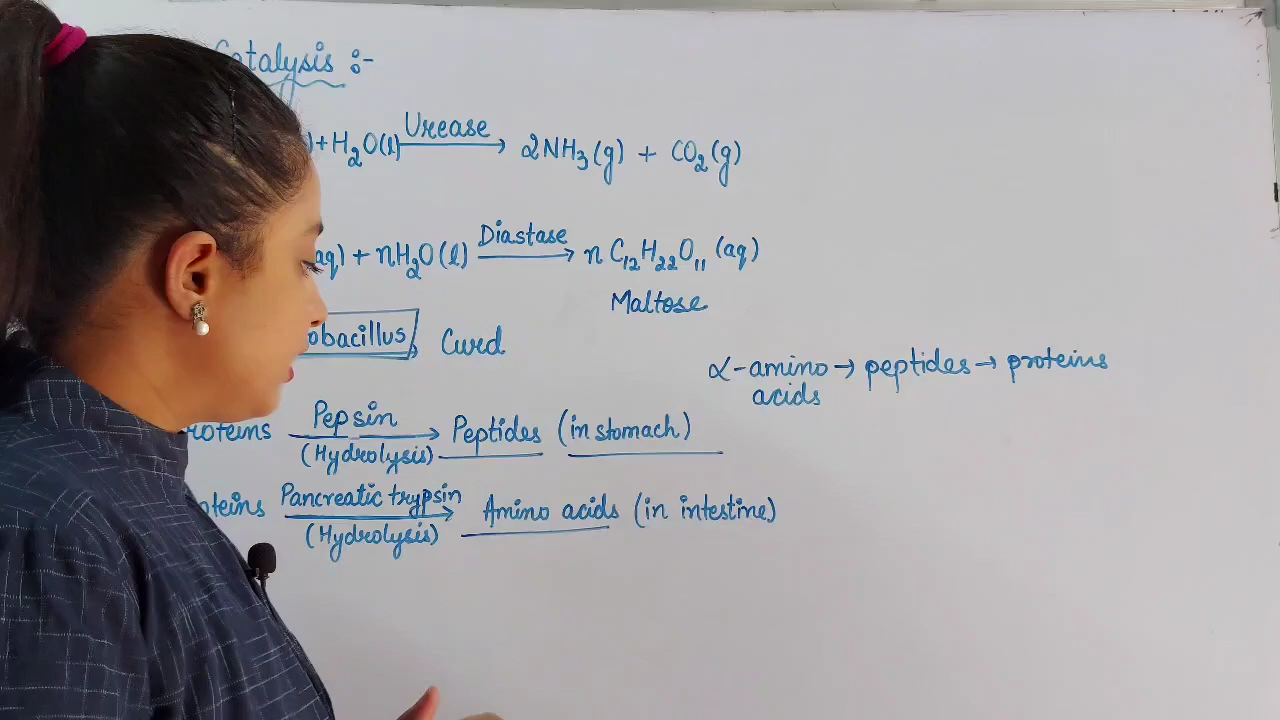 Catalysis :-
)+H₂O(l) Urease → 2NH₃(g) + CO₂(g)
aq) + nH₂O(l) Diastase → n C₁₂H₂₂O₁₁ (aq)
Maltose
obacillus → Curd
α-amino acids → peptides → proteins
roteins Pepsin (Hydrolysis) → Peptides (in stomach)
oteins Pancreatic trypsin (Hydrolysis) → Amino acids (in intestine)